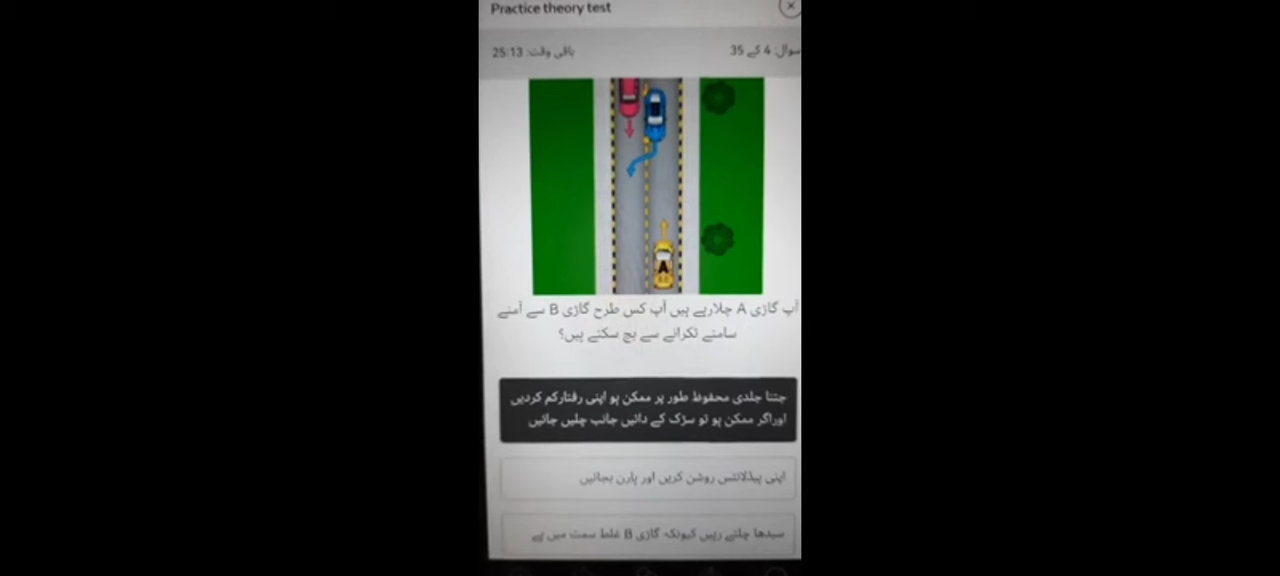 Practice theory test
باقی وقت: 25:13
سوال: 4 کے 35
B
A
آپ گاڑی A چلارہے ہیں آپ کس طرح گاڑی B سے آمنے
سامنے ٹکرانے سے بچ سکتے ہیں؟
جتنا جلدی محفوظ طور پر ممکن ہو اپنی رفتارکم کردیں
اوراگر ممکن ہو تو سڑک کے دائیں جانب چلیں جائیں
اپنی ہیڈلائٹس روشن کریں اور ہارن بجائیں
سیدھا چلتے رہیں کیونکہ گاڑی B غلط سمت میں ہے